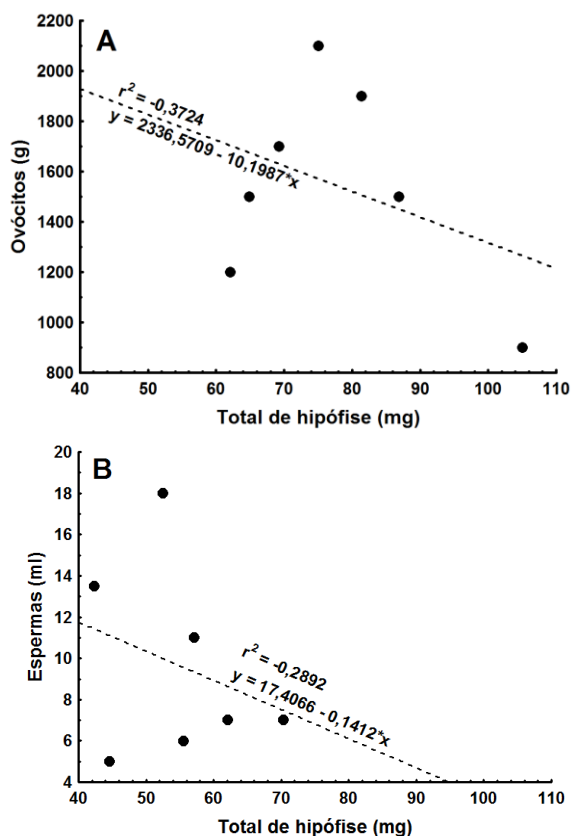 A
2200
2000
1800
1600
1400
1200
1000
800
Ovócitos (g)
r² = -0,3724
y = 2336,5709 - 10,1987*x
40 50 60 70 80 90 100 110
Total de hipófise (mg)
B
20
18
16
14
12
10
8
6
4
Espermas (ml)
r² = -0,2892
y = 17,4066 - 0,1412*x
40 50 60 70 80 90 100 110
Total de hipófise (mg)